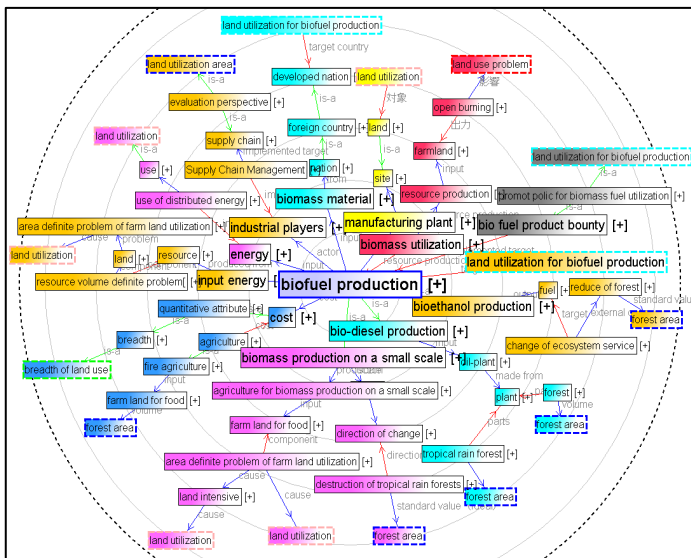 land utilization for biofuel production
target country
land utilization area
developed nation [+]
land utilization
land use problem
is-a
影響
evaluation perspective [+]
is-a
対象
open burning [+]
is-a
出力
land utilization
supply chain [+]
foreign country [+]
land [+]
farmland [+]
land utilization for biofuel production
implemented target
is-a
is-a
is-a
input
is-a
use [+]
Supply Chain Management [+]
nation [+]
site [+]
use of distributed energy [+]
biomass material [+]
resource production [+]
promot polic for biomass fuel utilization [+]
area definite problem of farm land utilization [+]
industrial players [+]
manufacturing plant [+]
bio fuel product bounty [+]
cause
problem
actor
biomass utilization [+]
land utilization
land [+]
resource [+]
energy [+]
input
resource production
land utilization for biofuel production
resource volume definite problem [+]
input energy [+]
biofuel production [+]
fuel [+]
reduce of forest [+]
quantitative attribute [+]
bioethanol production [+]
standard value
cost [+]
is-a
target
forest area
breadth [+]
agriculture [+]
bio-diesel production [+]
change of ecosystem service [+]
is-a
is-a
fire agriculture [+]
biomass production on a small scale [+]
breadth of land use
input
made from
farm land for food [+]
agriculture for biomass production on a small scale [+]
plant [+]
forest [+]
volume
input
parts
volume
forest area
farm land for food [+]
direction of change [+]
forest area
component
direction
tropical rain forest [+]
area definite problem of farm land utilization [+]
cause
destruction of tropical rain forests [+]
land intensive [+]
cause
forest area
cause
standard value
land utilization
land utilization
forest area